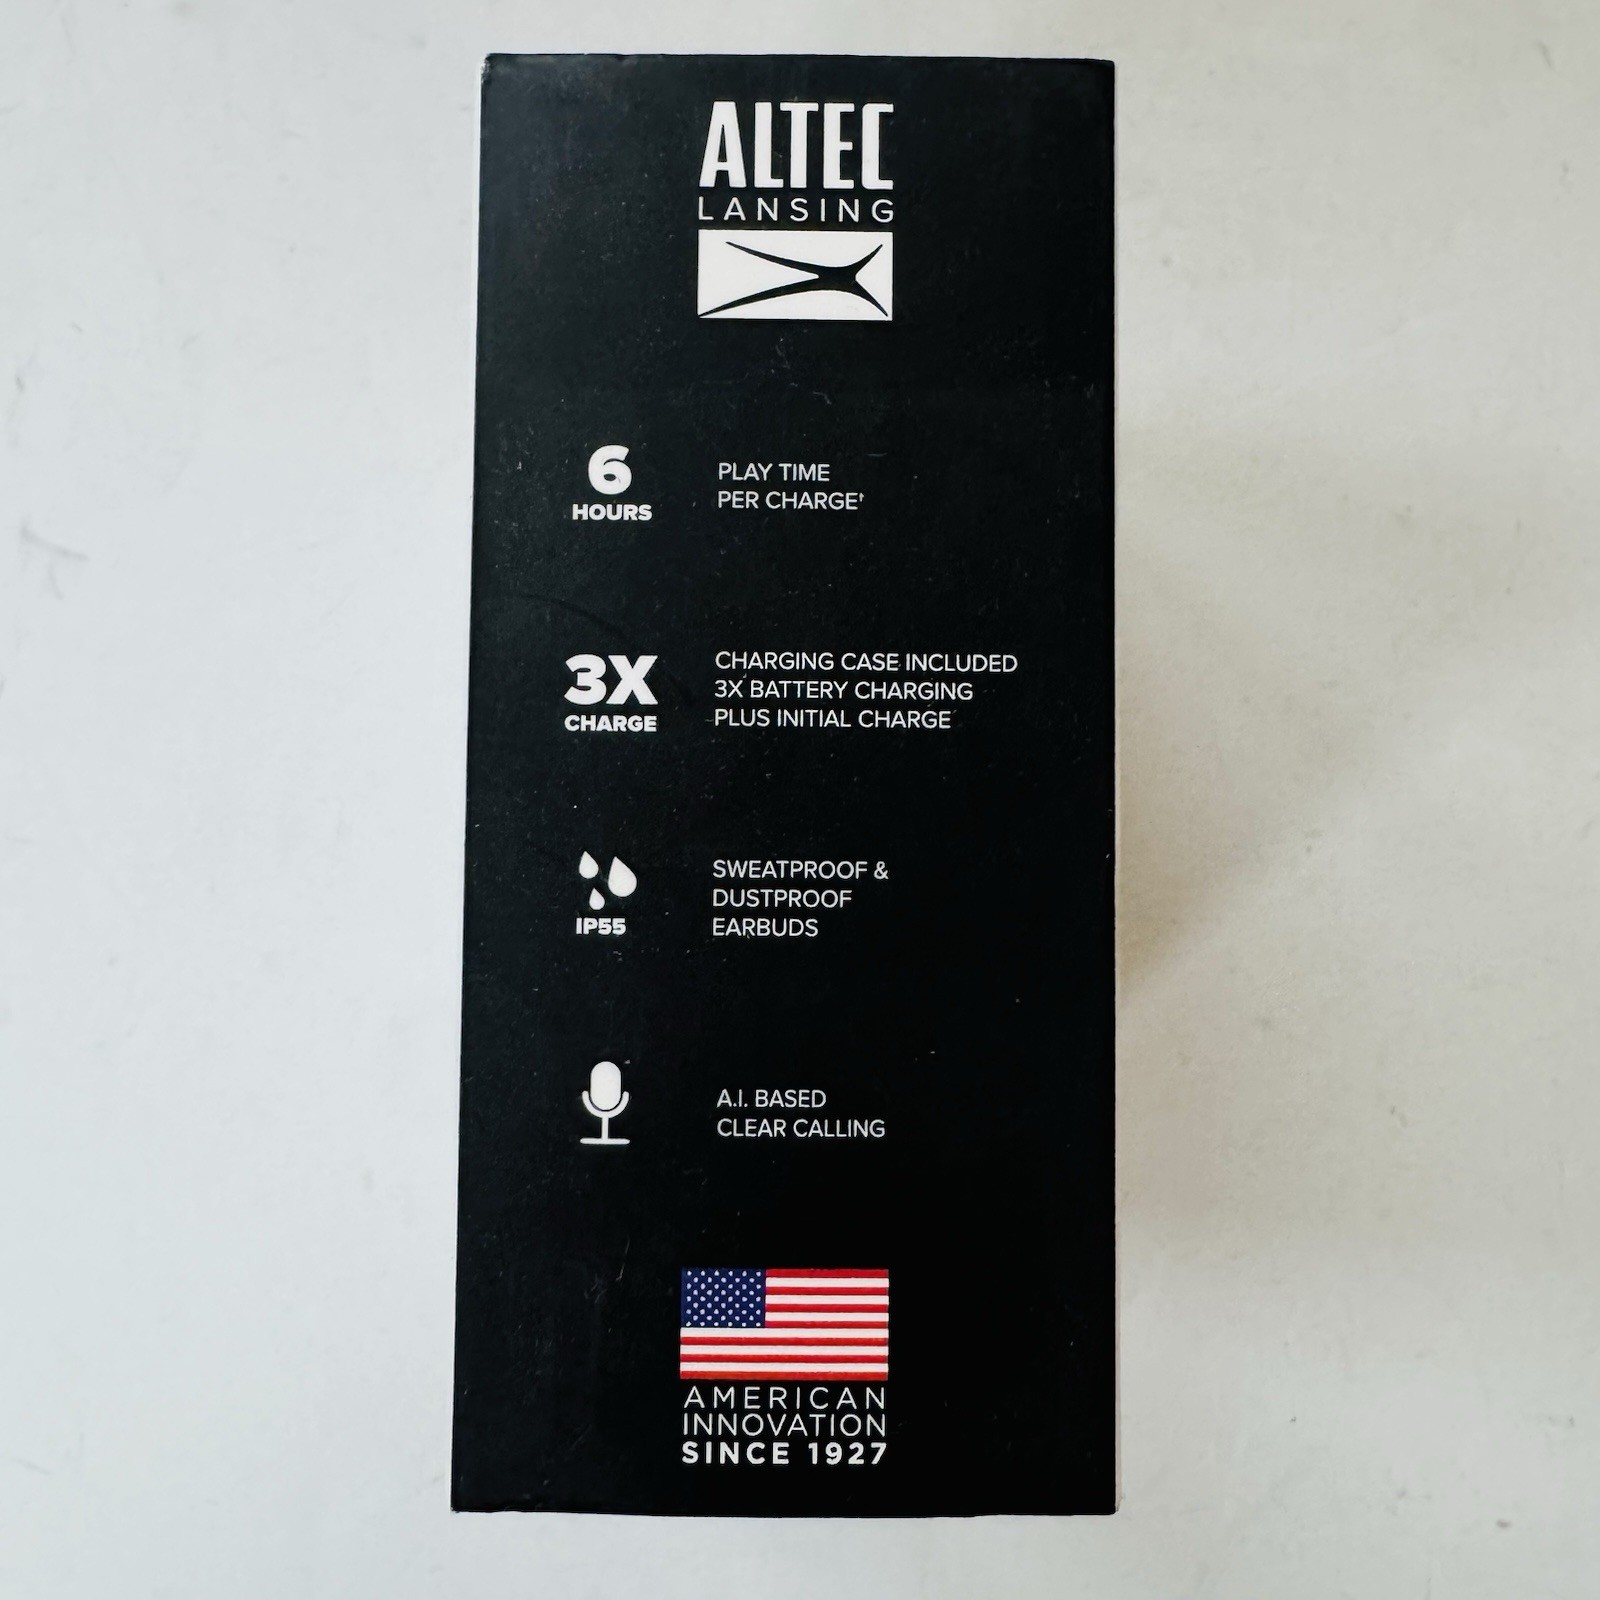 ALTEC
LANSING
6
HOURS
PLAY TIME
PER CHARGE†
3X
CHARGE
CHARGING CASE INCLUDED
3X BATTERY CHARGING
PLUS INITIAL CHARGE
IP55
SWEATPROOF &
DUSTPROOF
EARBUDS
A.I. BASED
CLEAR CALLING
AMERICAN
INNOVATION
SINCE 1927